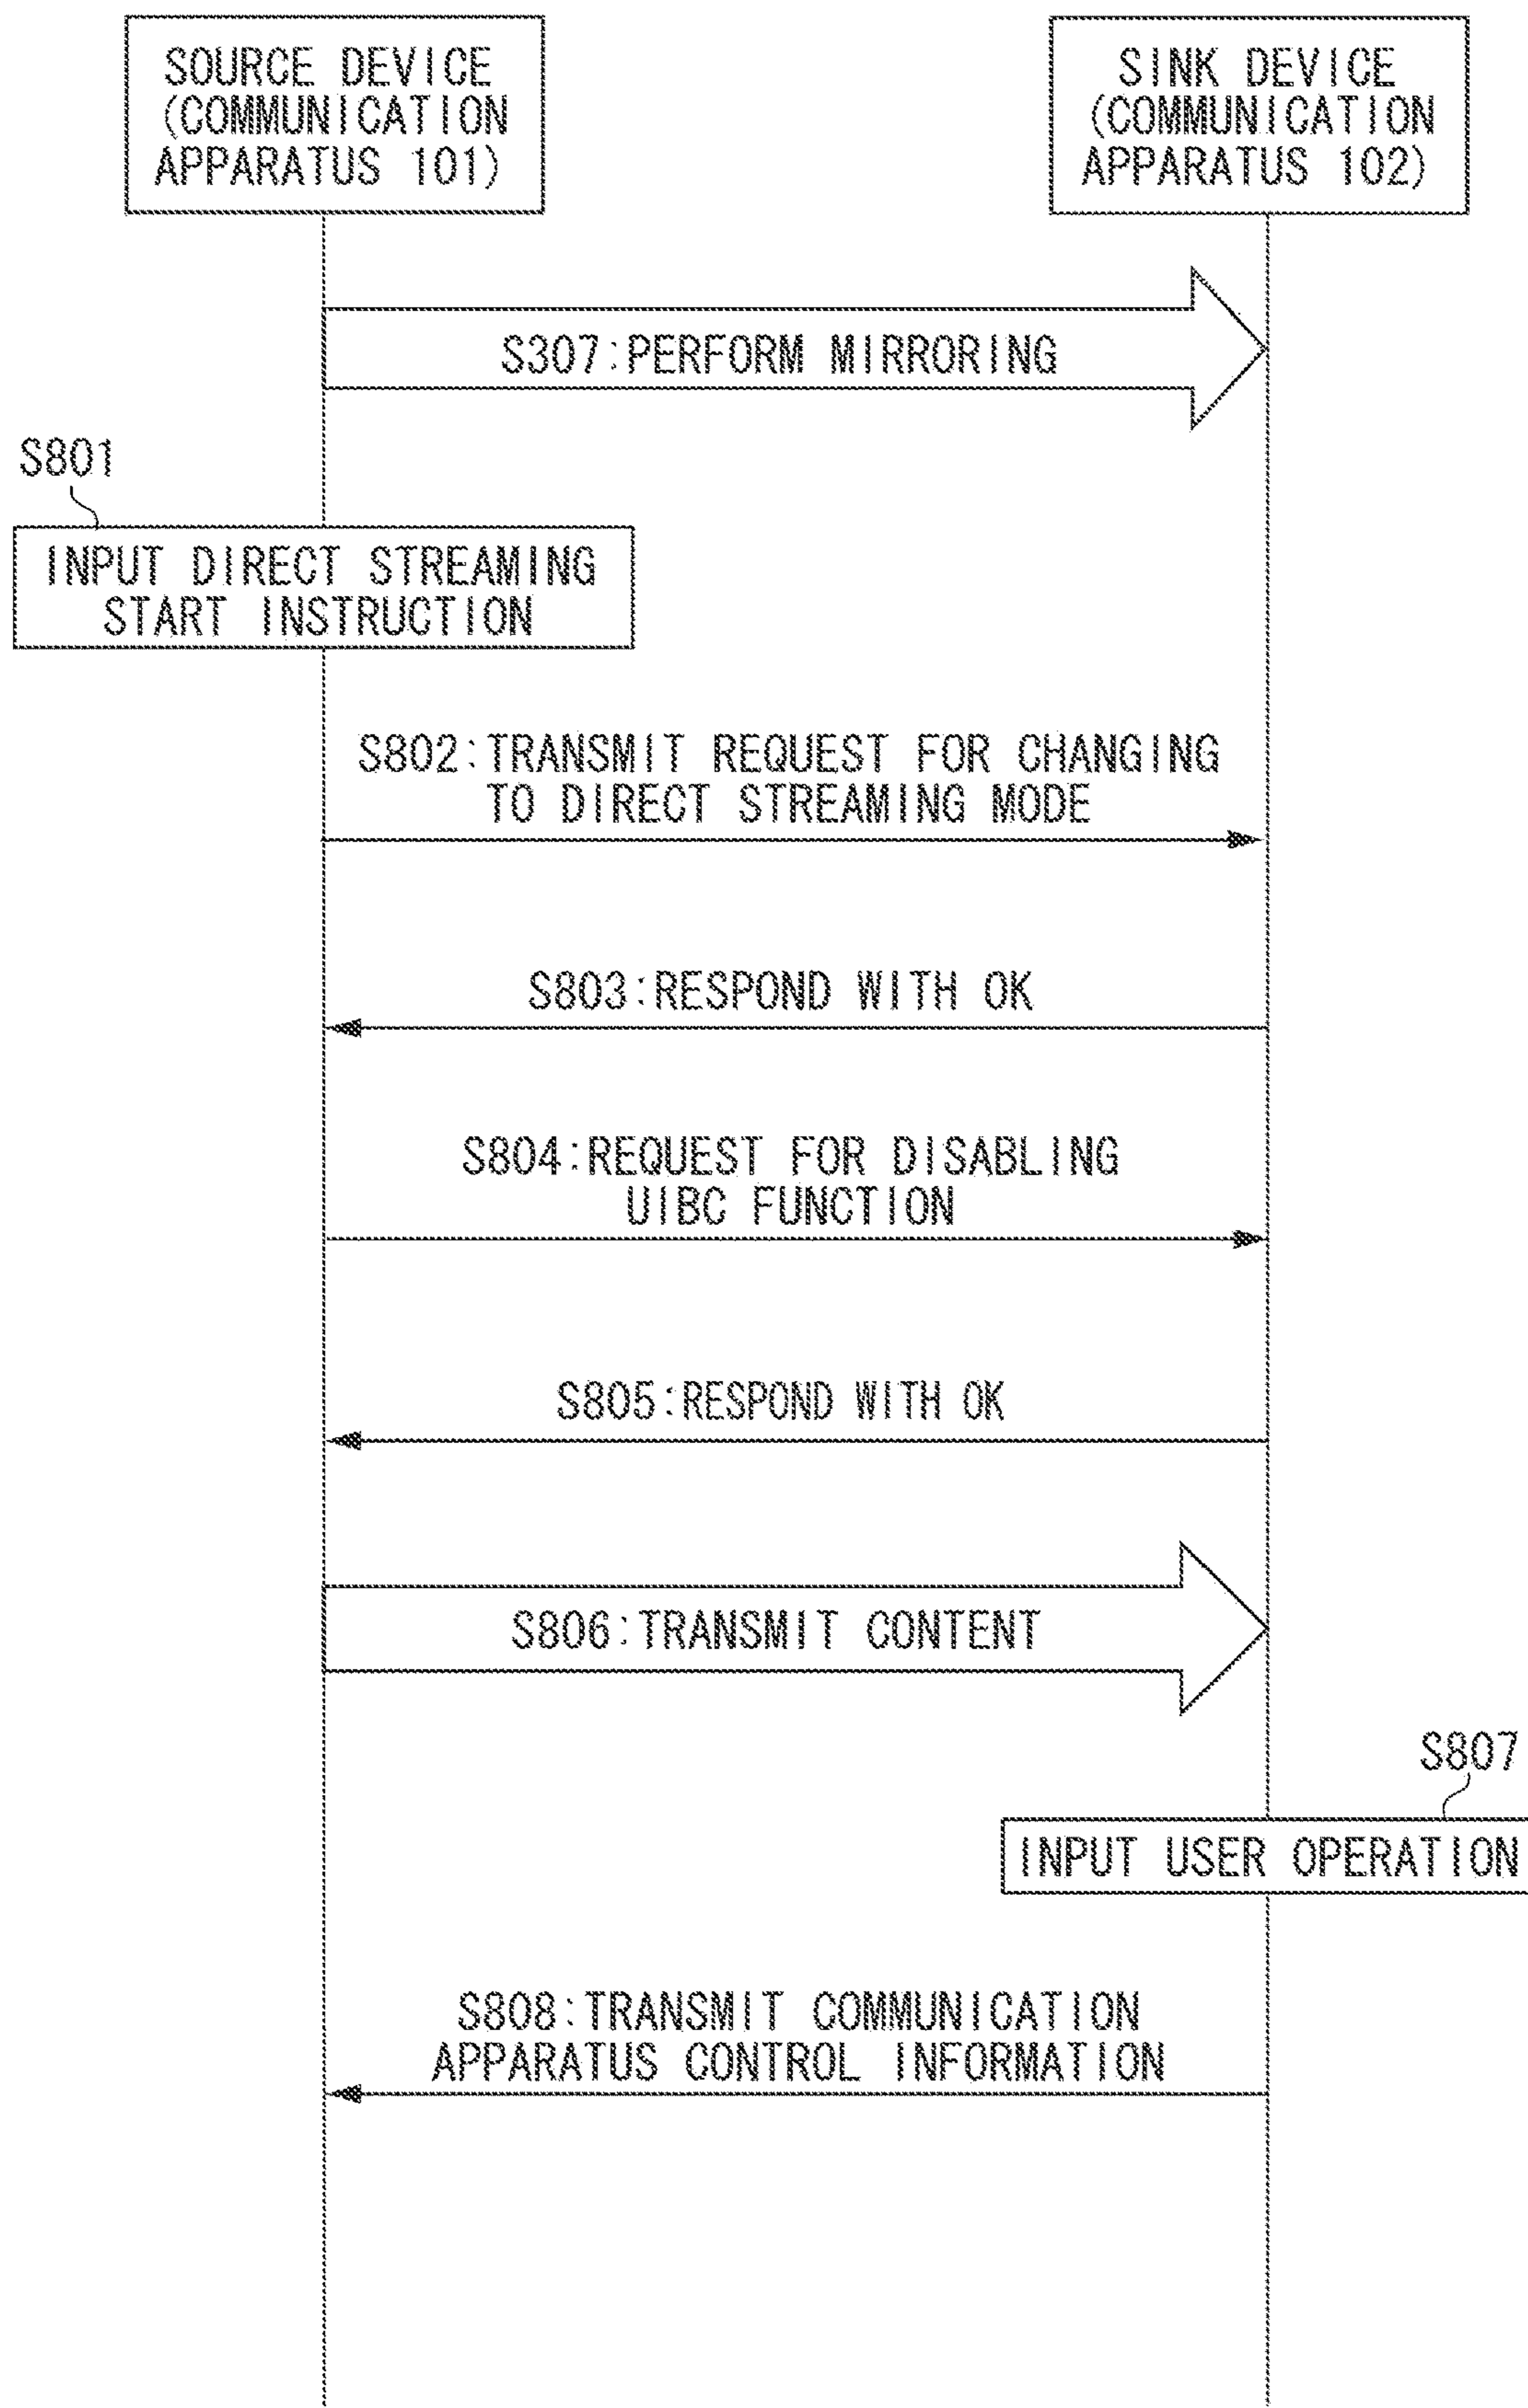 SOURCE DEVICE
(COMMUNICATION
APPARATUS 101)
SINK DEVICE
(COMMUNICATION
APPARATUS 102)
S307:PERFORM MIRRORING
S801
INPUT DIRECT STREAMING
START INSTRUCTION
S802:TRANSMIT REQUEST FOR CHANGING
TO DIRECT STREAMING MODE
S803:RESPOND WITH OK
S804:REQUEST FOR DISABLING
UIBC FUNCTION
S805:RESPOND WITH OK
S806:TRANSMIT CONTENT
S807
INPUT USER OPERATION
S808:TRANSMIT COMMUNICATION
APPARATUS CONTROL INFORMATION